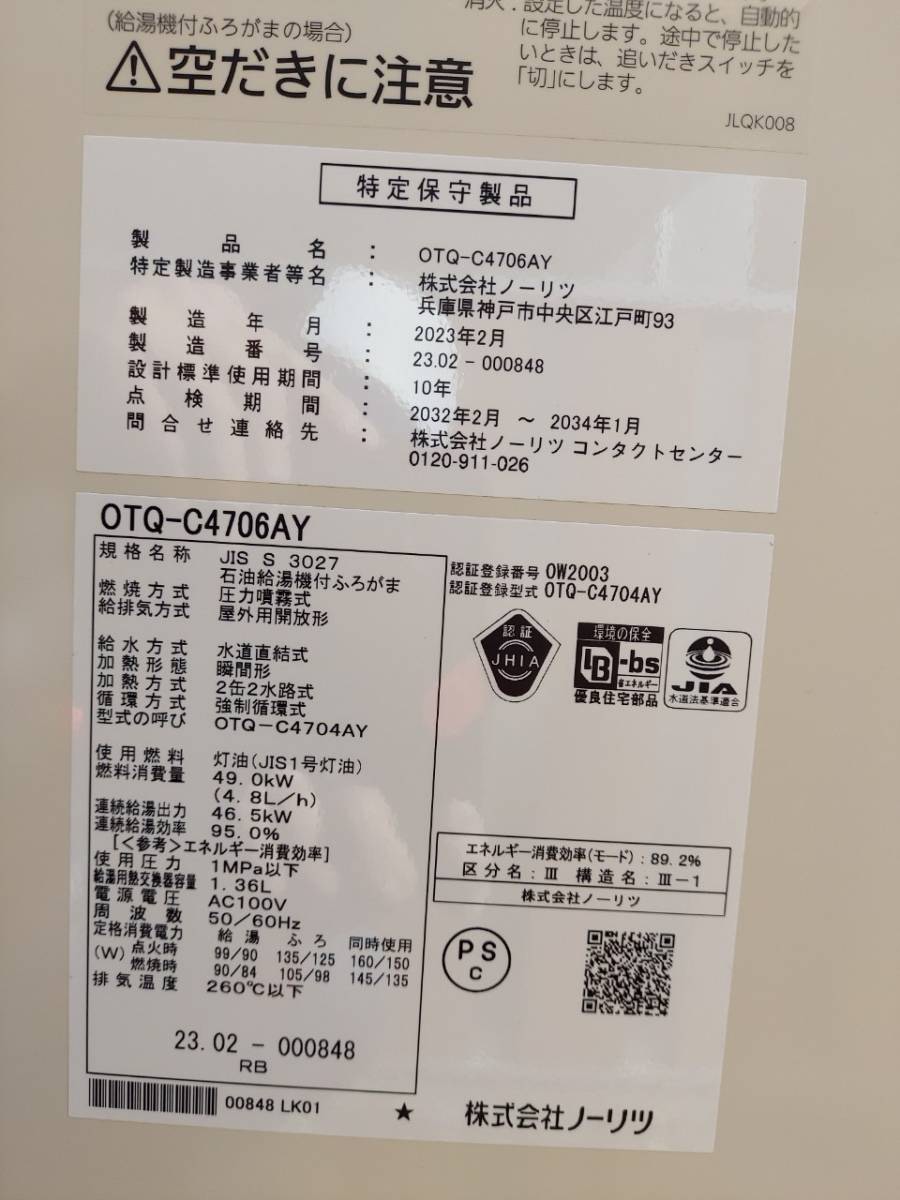 (給湯機付ふろがまの場合)
⚠空だきに注意
消火：設定した温度になると、自動的
に停止します。途中で停止した
いときは、追いだきスイッチを
「切」にします。
JLQK008
特定保守製品
製品名 : OTQ-C4706AY
特定製造事業者等名 : 株式会社ノーリツ
兵庫県神戸市中央区江戸町93
製造年月 : 2023年2月
製造番号 : 23.02 - 000848
設計標準使用期間 : 10年
点検期間 : 2032年2月 ～ 2034年1月
問合せ連絡先 : 株式会社ノーリツ コンタクトセンター
0120-911-026
OTQ-C4706AY
規格名称 JIS S 3027
石油給湯機付ふろがま
燃焼方式 圧力噴霧式
給排気方式 屋外用開放形
給水方式 水道直結式
加熱形態 瞬間形
加熱方式 2缶2水路式
循環方式 強制循環式
型式の呼び OTQ-C4704AY
使用燃料 灯油(JIS1号灯油)
燃料消費量 49.0kW
(4.8L/h)
連続給湯出力 46.5kW
連続給湯効率 95.0%
[<参考>エネルギー消費効率]
使用圧力 1MPa以下
給湯用熱交換器容量 1.36L
電源電圧 AC100V
周波数 50/60Hz
定格消費電力 給湯 ふろ 同時使用
(W) 点火時 99/90 135/125 160/150
燃焼時 90/84 105/98 145/135
排気温度 260℃以下
23.02 - 000848
RB
00848 LK01
★
認証登録番号 OW2003
認証登録型式 OTQ-C4704AY
認証
JHIA
環境の保全
BL-bs
省エネルギー
優良住宅部品
JIA
水道法基準適合
エネルギー消費効率(モード) : 89.2%
区分名 : Ⅲ 構造名 : Ⅲ-1
株式会社ノーリツ
PS
C
株式会社ノーリツ